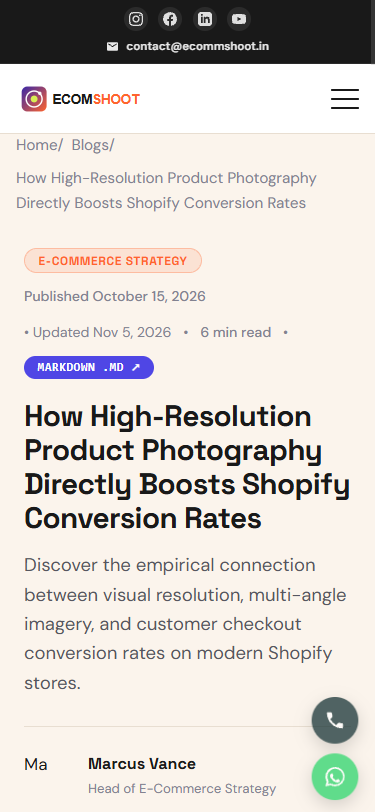 contact@ecommshoot.in
ECOMSHOOT
Home/ Blogs/
How High-Resolution Product Photography
Directly Boosts Shopify Conversion Rates
E-COMMERCE STRATEGY
Published October 15, 2026
• Updated Nov 5, 2026 • 6 min read •
MARKDOWN .MD ↗
How High-Resolution
Product Photography
Directly Boosts Shopify
Conversion Rates
Discover the empirical connection
between visual resolution, multi-angle
imagery, and customer checkout
conversion rates on modern Shopify
stores.
Ma
Marcus Vance
Head of E-Commerce Strategy